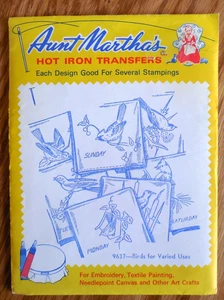 Aunt Martha's
HOT IRON TRANSFERS
Each Design Good For Several Stampings
SUNDAY
SATURDAY
MONDAY
9637—Birds for Varied Uses
For Embroidery, Textile Painting,
Needlepoint Canvas and Other Art Crafts